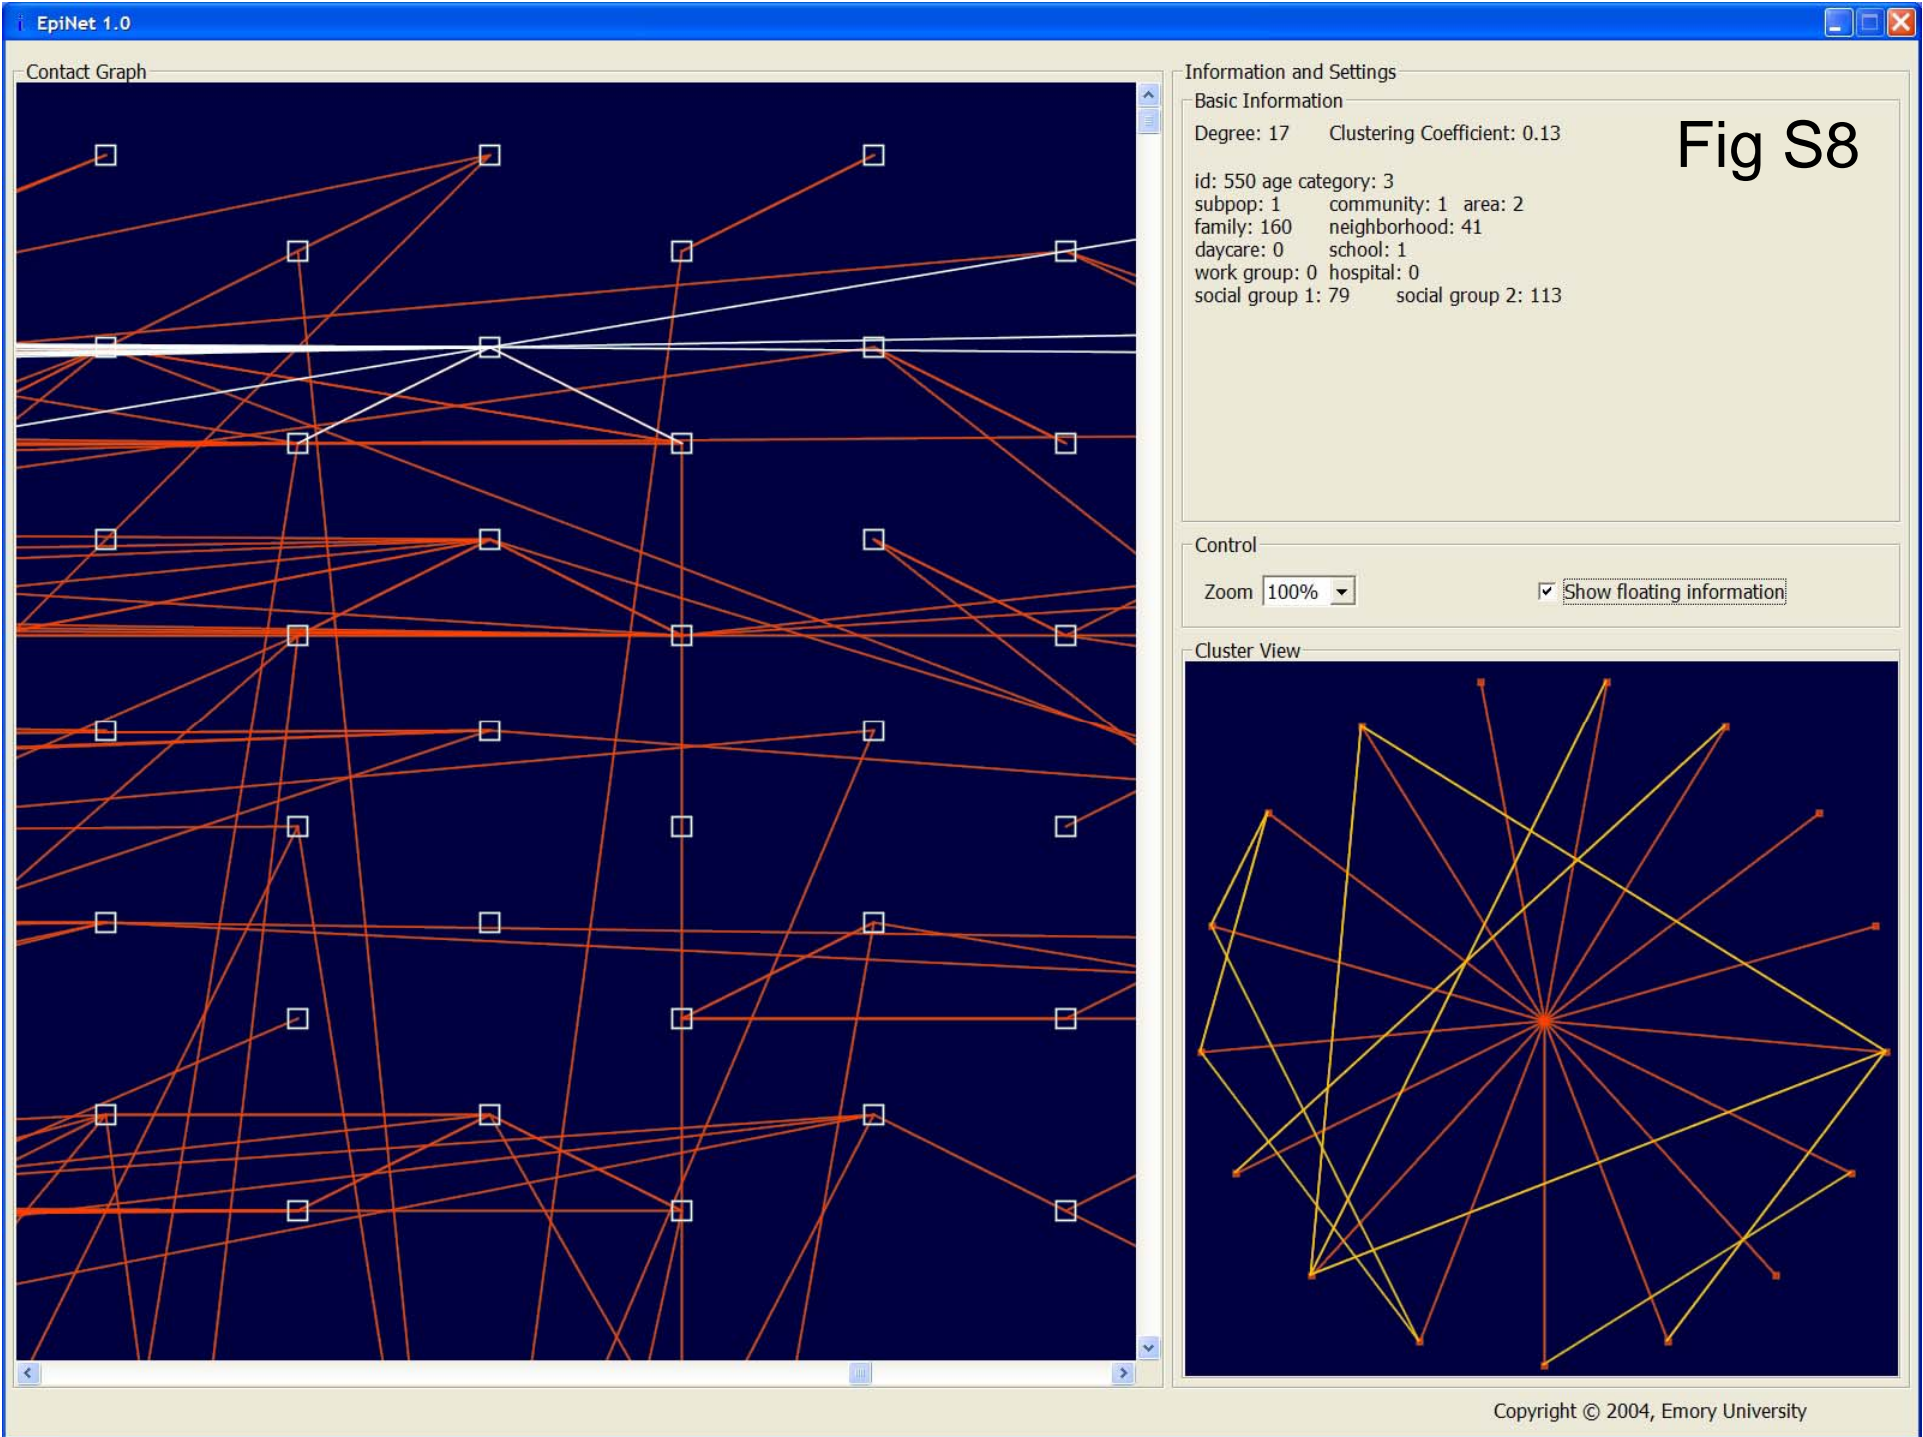 EpiNet 1.0
Contact Graph
Information and Settings
Basic Information
Degree: 17 Clustering Coefficient: 0.13
Fig S8
id: 550 age category: 3
subpop: 1 community: 1 area: 2
family: 160 neighborhood: 41
daycare: 0 school: 1
work group: 0 hospital: 0
social group 1: 79 social group 2: 113
Control
Zoom 100% Show floating information
Cluster View
Copyright © 2004, Emory University